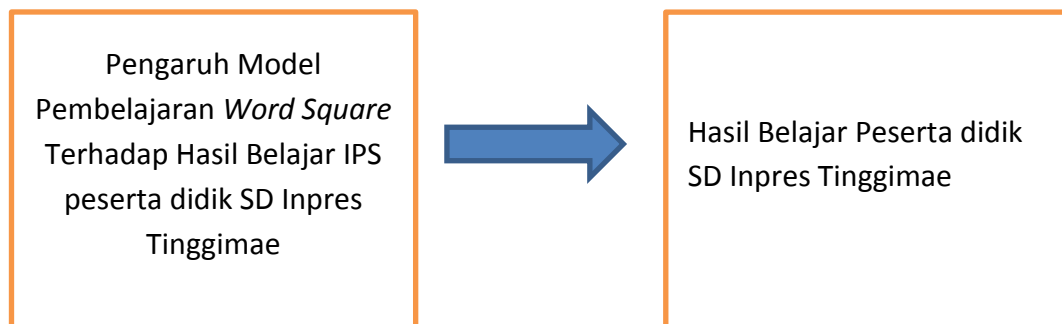 Pengaruh Model
Pembelajaran Word Square
Terhadap Hasil Belajar IPS
peserta didik SD Inpres
Tinggimae
Hasil Belajar Peserta didik
SD Inpres Tinggimae